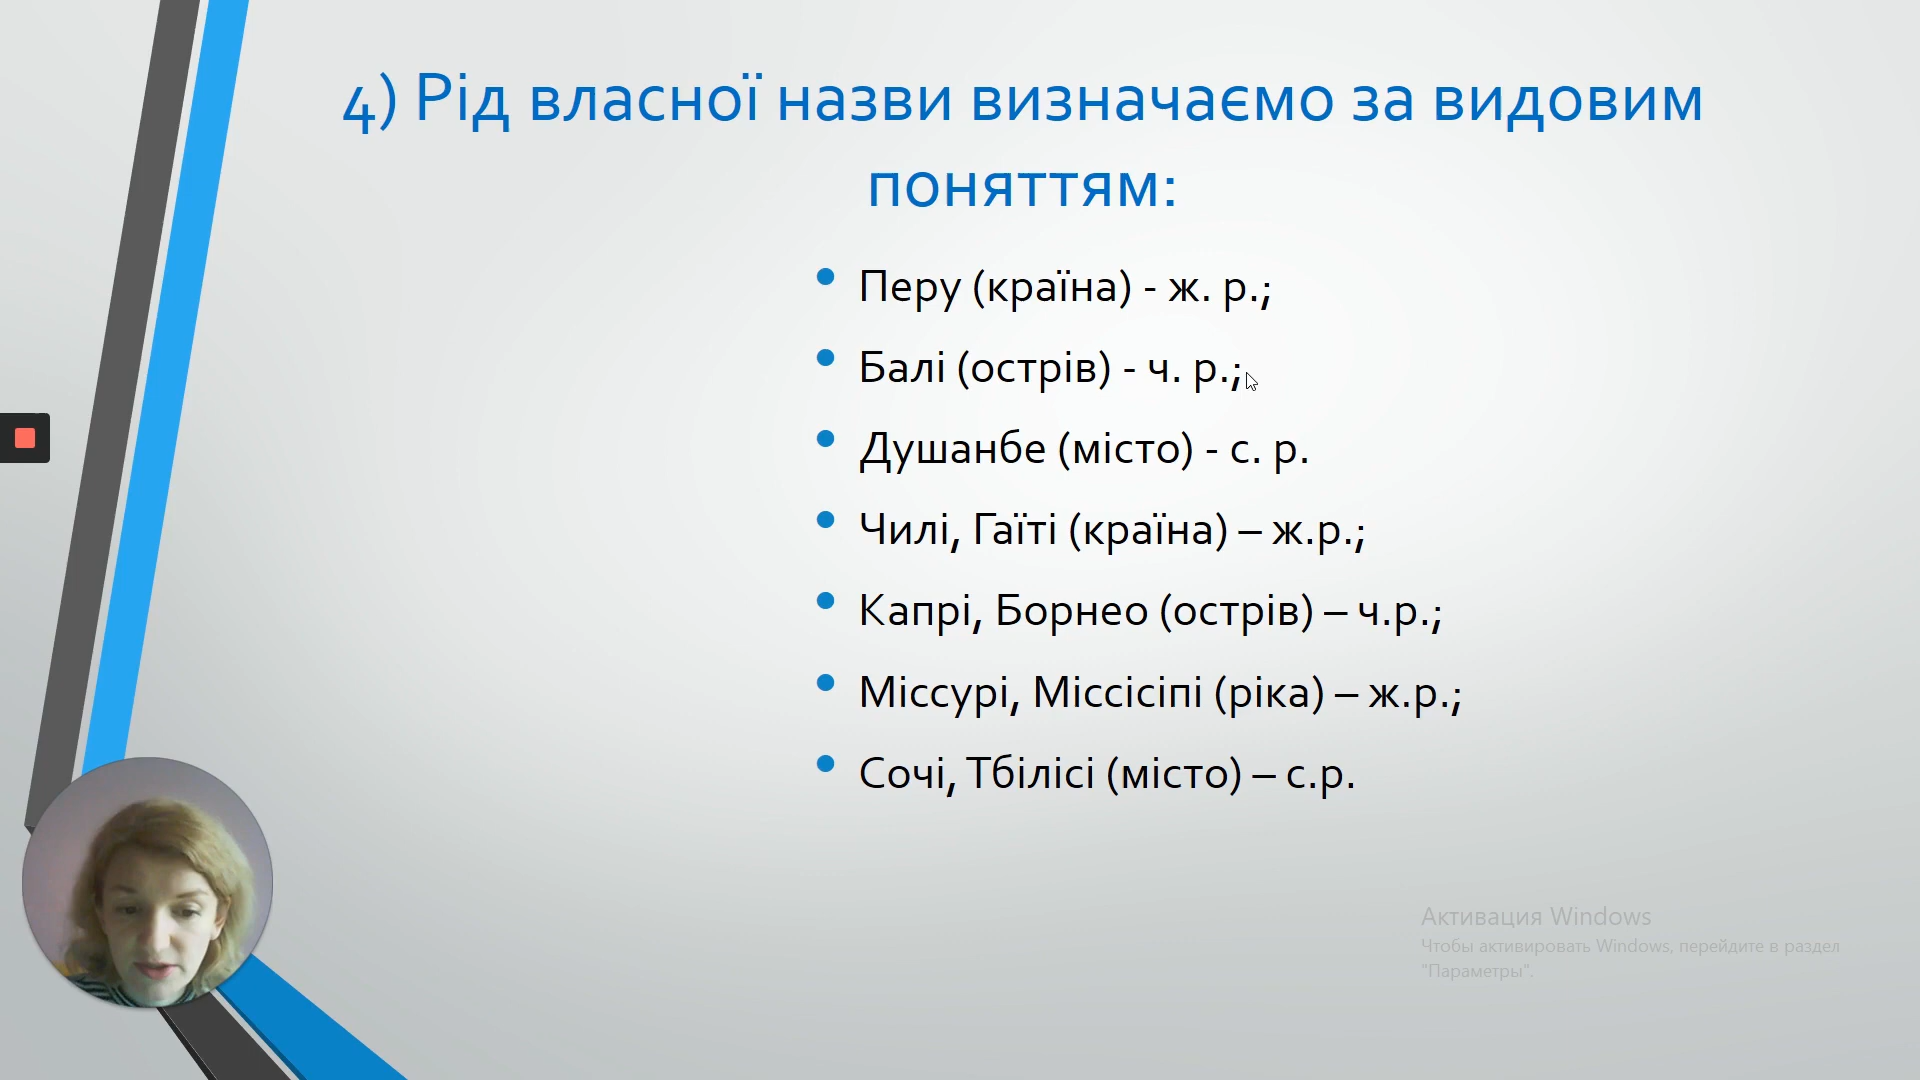 4) Рід власної назви визначаємо за видовим
поняттям:
Перу (країна) - ж. р.;
Балі (острів) - ч. р.;
Душанбе (місто) - с. р.
Чилі, Гаїті (країна) – ж.р.;
Капрі, Борнео (острів) – ч.р.;
Міссурі, Міссісіпі (ріка) – ж.р.;
Сочі, Тбілісі (місто) – с.р.
Активация Windows
Чтобы активировать Windows, перейдите в раздел
"Параметры".